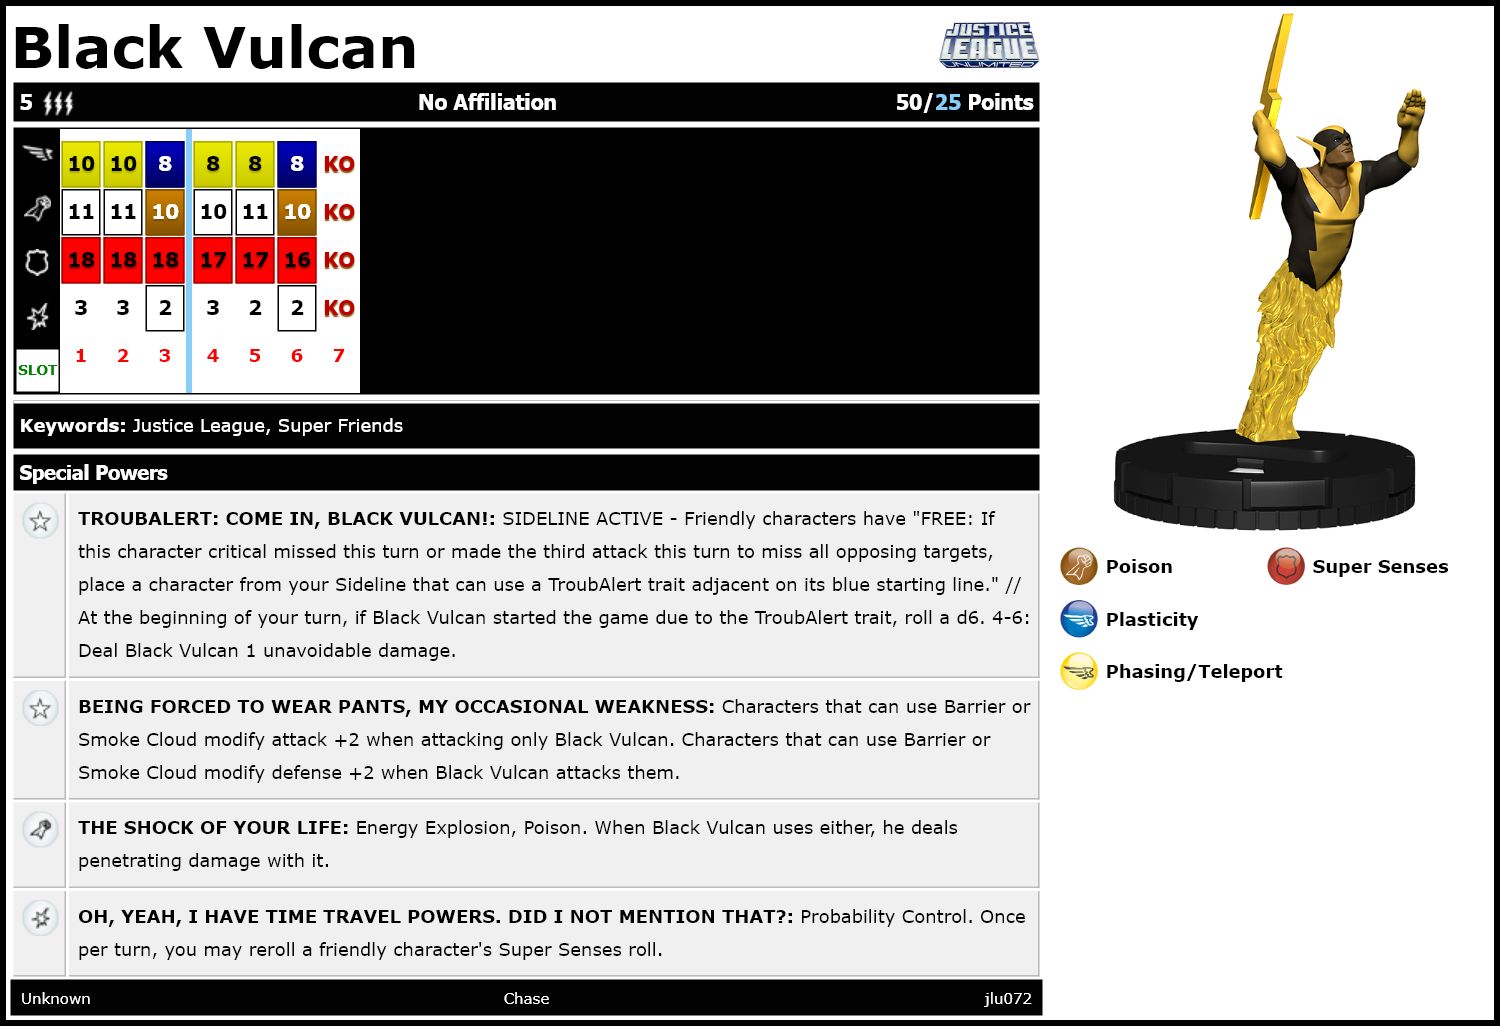 Black Vulcan
JUSTICE
LEAGUE
UNLIMITED
5 No Affiliation 50/25 Points
10 10 8 8 8 8 KO
11 11 10 10 11 10 KO
18 18 18 17 17 16 KO
3 3 2 3 2 2 KO
SLOT 1 2 3 4 5 6 7
Keywords: Justice League, Super Friends
Special Powers
TROUBALERT: COME IN, BLACK VULCAN!: SIDELINE ACTIVE - Friendly characters have "FREE: If
this character critical missed this turn or made the third attack this turn to miss all opposing targets,
place a character from your Sideline that can use a TroubAlert trait adjacent on its blue starting line." //
At the beginning of your turn, if Black Vulcan started the game due to the TroubAlert trait, roll a d6. 4-6:
Deal Black Vulcan 1 unavoidable damage.
BEING FORCED TO WEAR PANTS, MY OCCASIONAL WEAKNESS: Characters that can use Barrier or
Smoke Cloud modify attack +2 when attacking only Black Vulcan. Characters that can use Barrier or
Smoke Cloud modify defense +2 when Black Vulcan attacks them.
THE SHOCK OF YOUR LIFE: Energy Explosion, Poison. When Black Vulcan uses either, he deals
penetrating damage with it.
OH, YEAH, I HAVE TIME TRAVEL POWERS. DID I NOT MENTION THAT?: Probability Control. Once
per turn, you may reroll a friendly character's Super Senses roll.
Unknown Chase jlu072
Poison Super Senses
Plasticity
Phasing/Teleport